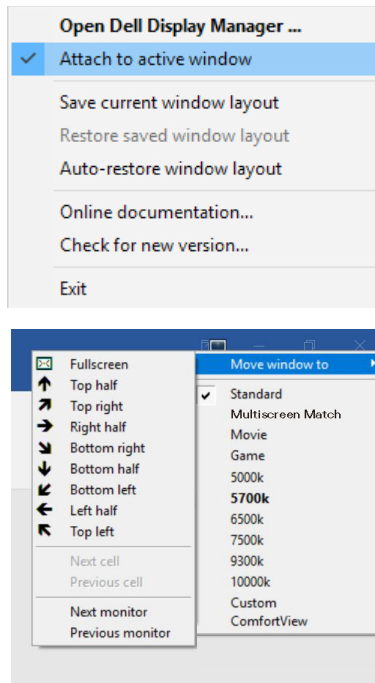 Open Dell Display Manager ...
Attach to active window
Save current window layout
Restore saved window layout
Auto-restore window layout
Online documentation...
Check for new version...
Exit
Fullscreen
Top half
Top right
Right half
Bottom right
Bottom half
Bottom left
Left half
Top left
Next cell
Previous cell
Next monitor
Previous monitor
Move window to
Standard
Multiscreen Match
Movie
Game
5000k
5700k
6500k
7500k
9300k
10000k
Custom
ComfortView